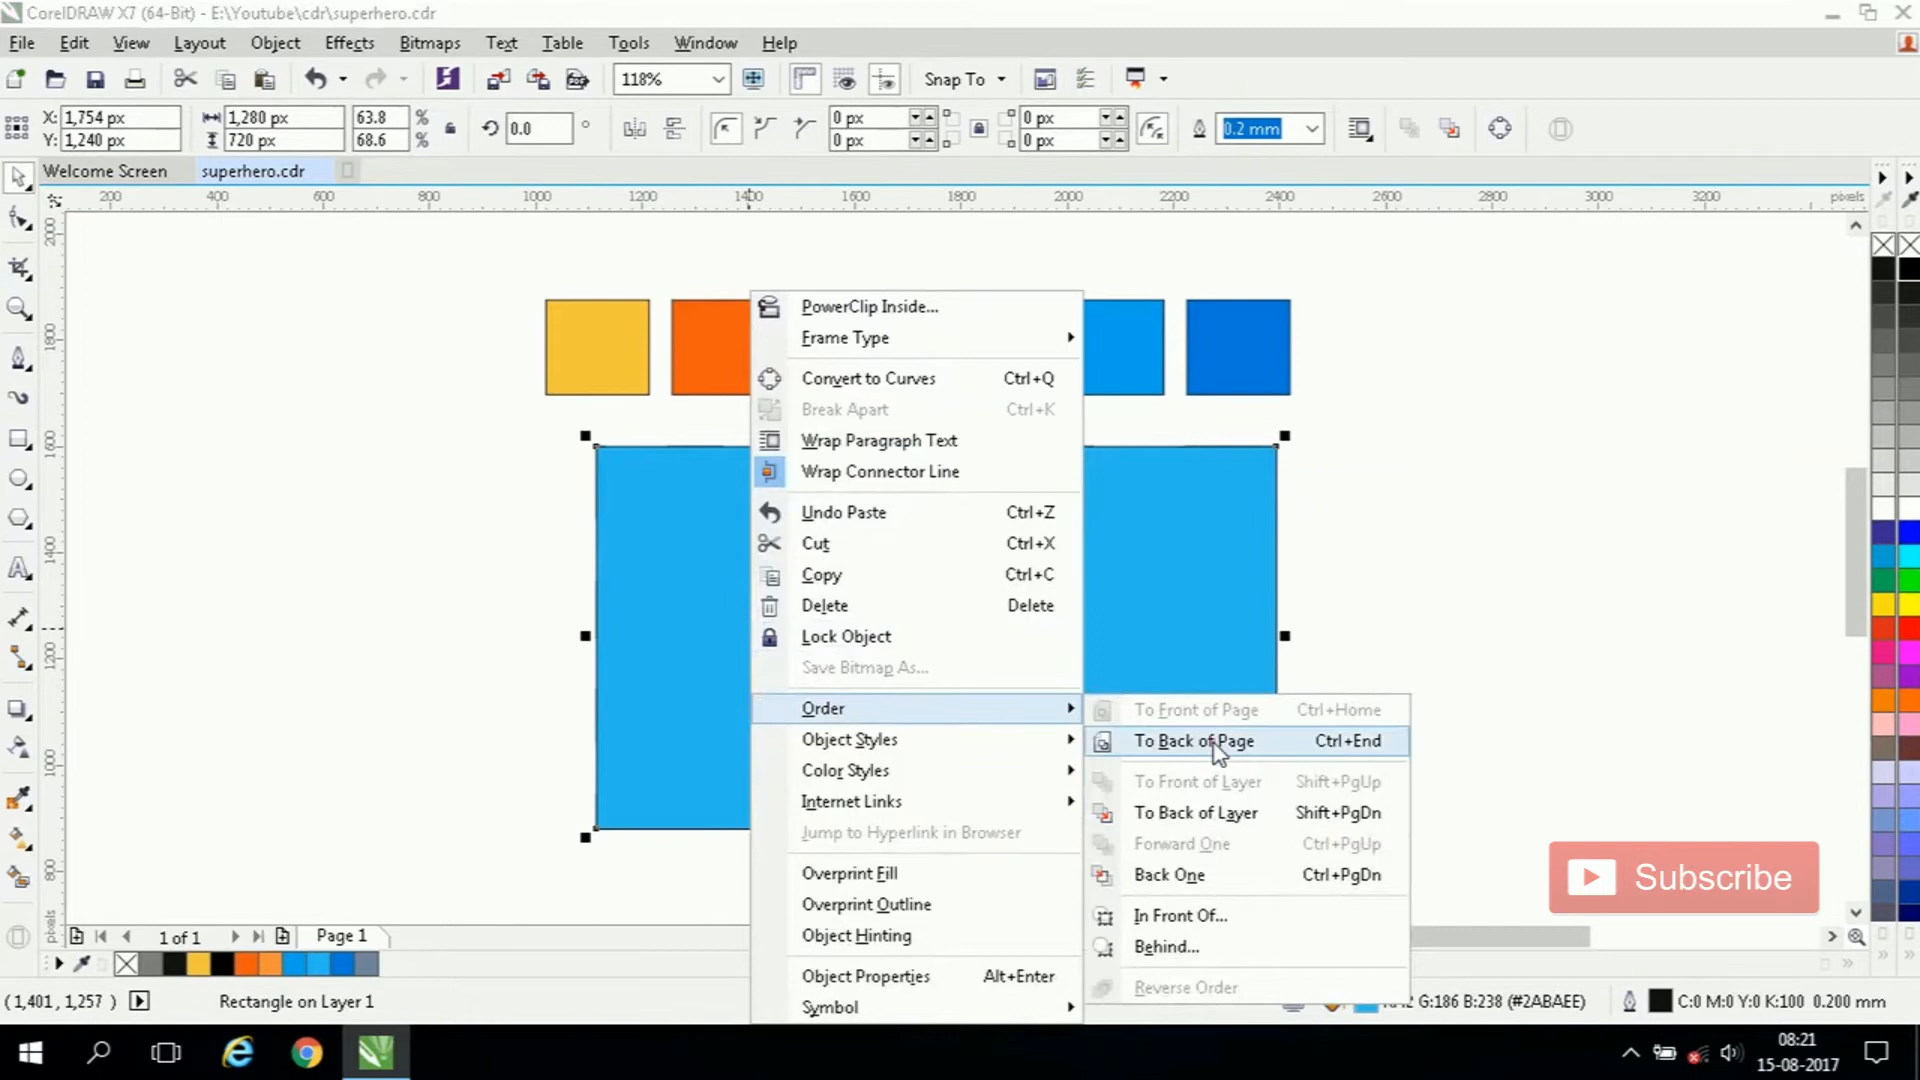 CorelDRAW X7 (64-Bit) - E:\Youtube\cdr\superhero.cdr
File Edit View Layout Object Effects Bitmaps Text Table Tools Window Help
118% Snap To
X: 1,754 px 1,280 px 63.8 % 0.0 ° 0 px 0 px 0.2 mm
Y: 1,240 px 720 px 68.6 % 0 px 0 px
Welcome Screen superhero.cdr
200 400 600 800 1000 1200 1400 1600 1800 2000 2200 2400 2600 2800 3000 3200 pixels
2000
1800
1600
1400
1200
1000
800
pixels
PowerClip Inside...
Frame Type
Convert to Curves Ctrl+Q
Break Apart Ctrl+K
Wrap Paragraph Text
Wrap Connector Line
Undo Paste Ctrl+Z
Cut Ctrl+X
Copy Ctrl+C
Delete Delete
Lock Object
Save Bitmap As...
Order
Object Styles
Color Styles
Internet Links
Jump to Hyperlink in Browser
Overprint Fill
Overprint Outline
Object Hinting
Object Properties Alt+Enter
Symbol
To Front of Page Ctrl+Home
To Back of Page Ctrl+End
To Front of Layer Shift+PgUp
To Back of Layer Shift+PgDn
Forward One Ctrl+PgUp
Back One Ctrl+PgDn
In Front Of...
Behind...
Reverse Order
Subscribe
1 of 1 Page 1
(1,401, 1,257 ) Rectangle on Layer 1 G:186 B:238 (#2ABAEE) C:0 M:0 Y:0 K:100 0.200 mm
08:21
15-08-2017